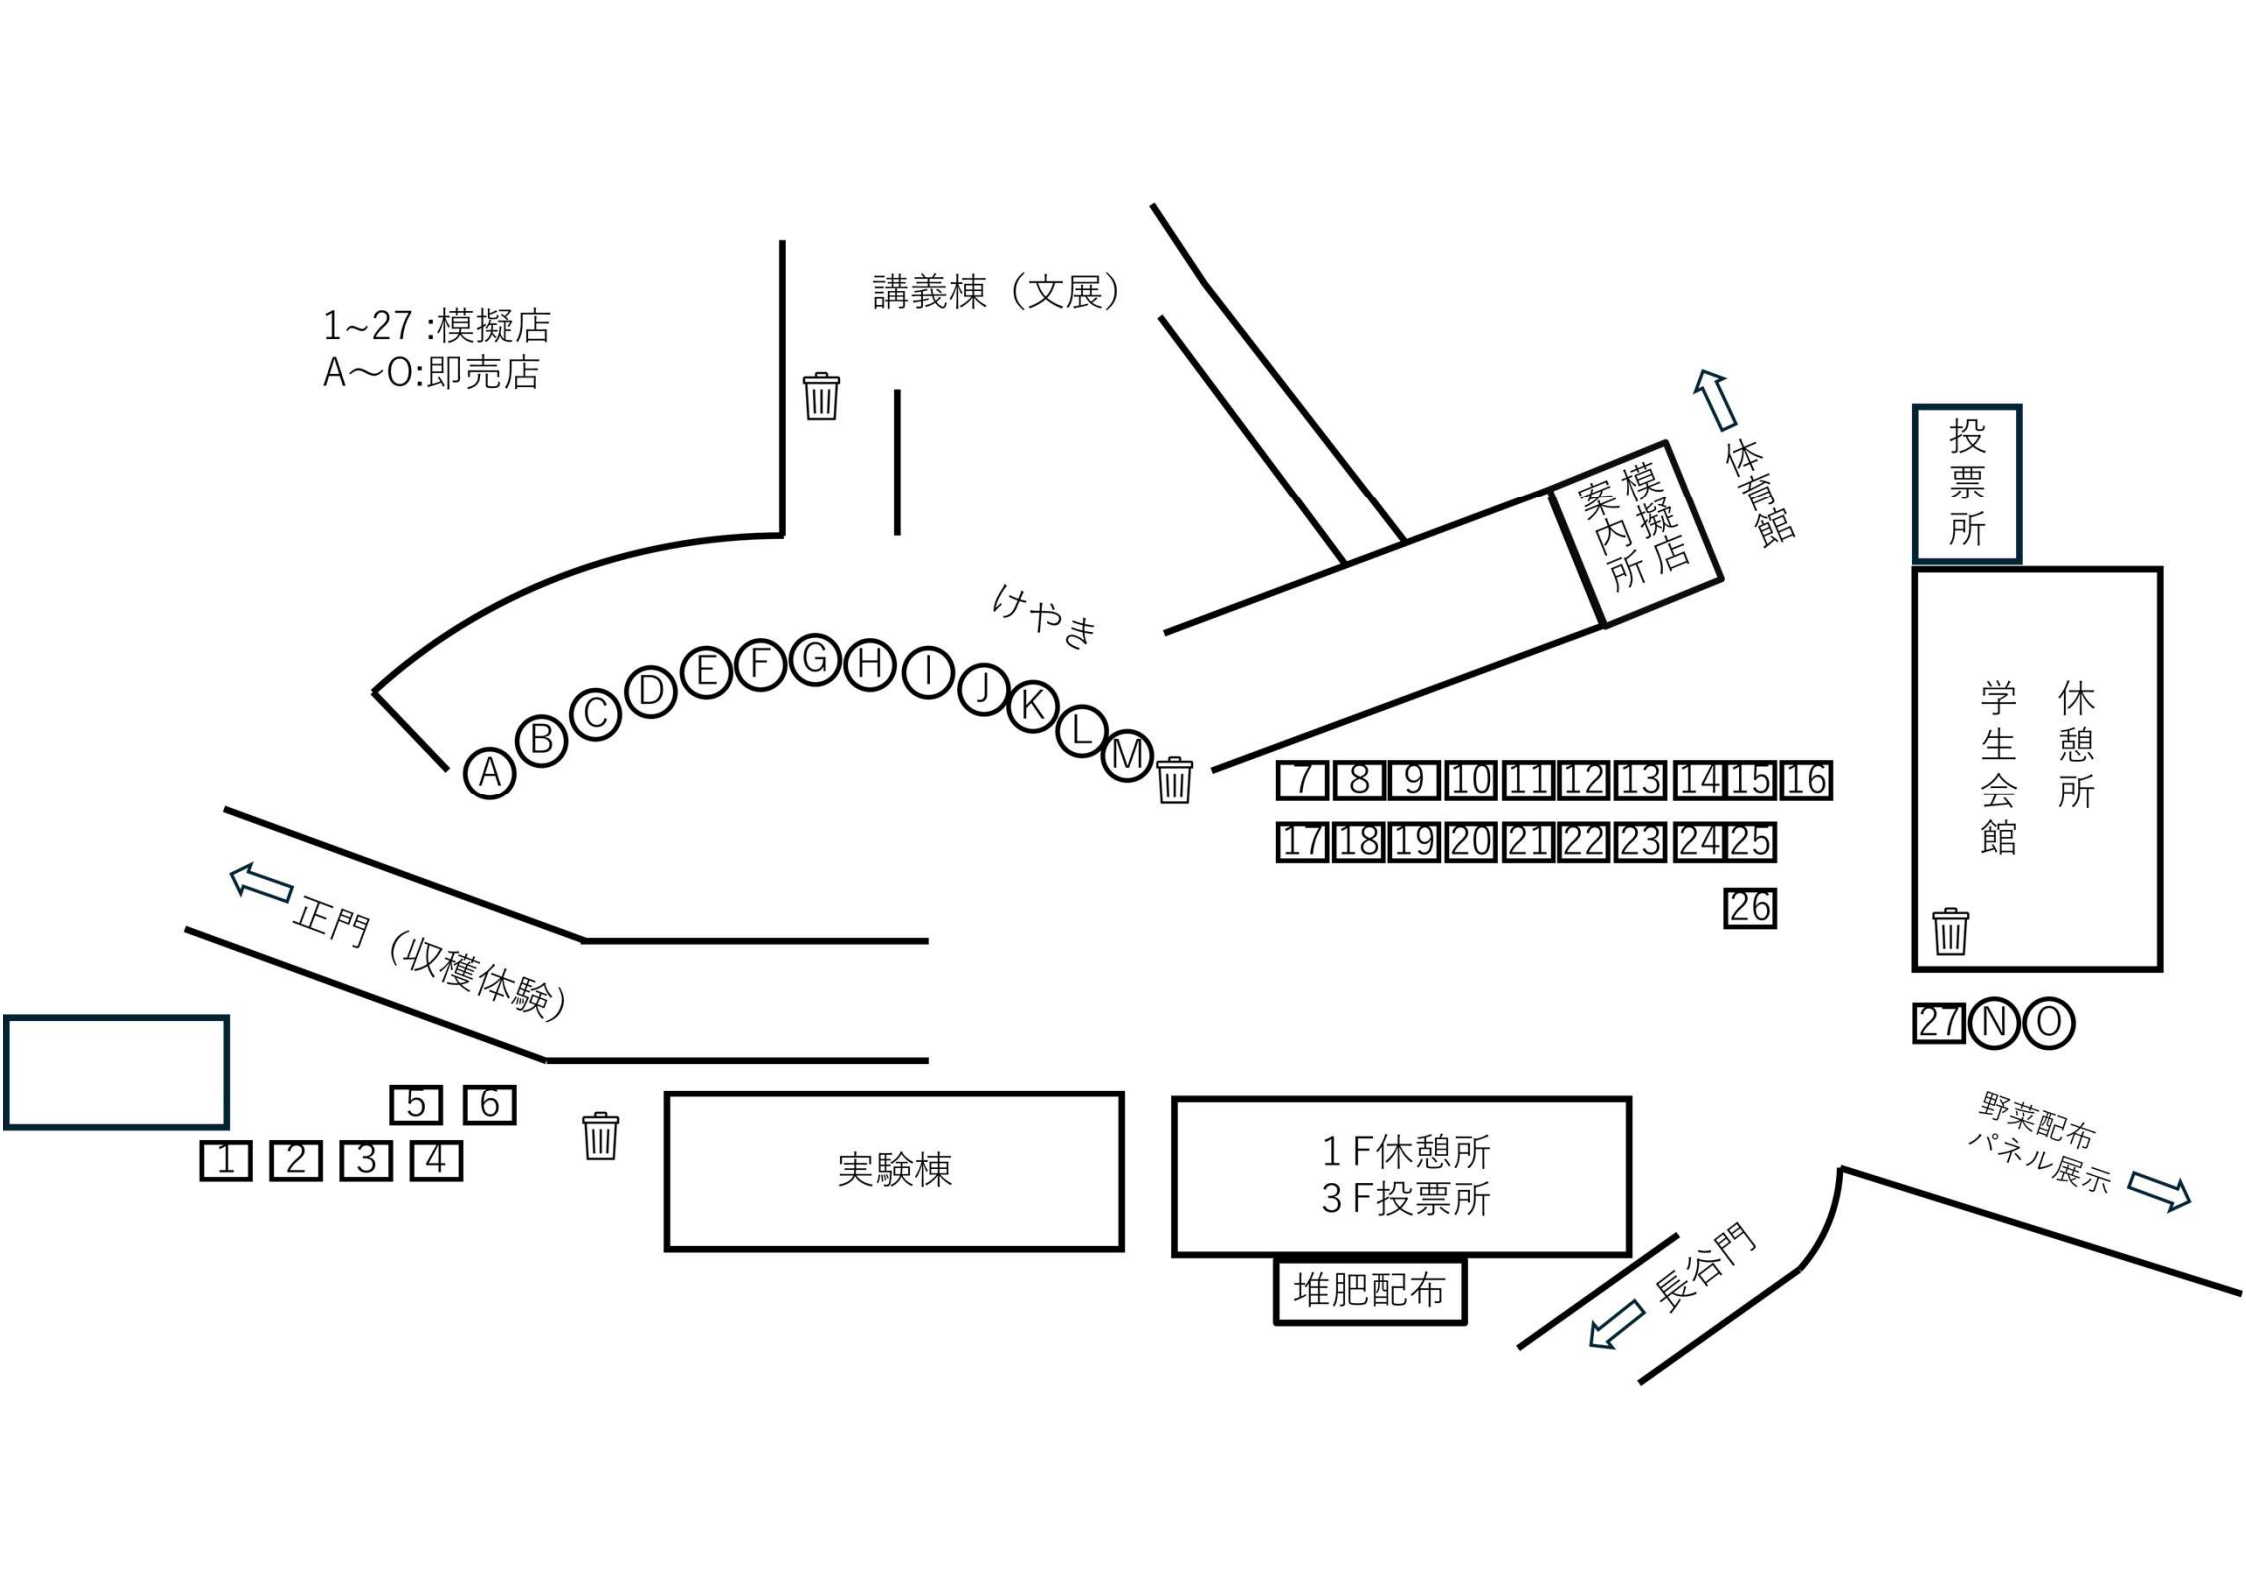 講義棟（文展）
1~27 :模擬店
A～O:即売店
体育館
投票所
模擬店
案内所
けやき
A
B
C
D
E
F
G
H
I
J
K
L
M
休憩所
学生会館
7 8 9 10 11 12 13 14 15 16
17 18 19 20 21 22 23 24 25
26
正門（収穫体験）
27 N O
5 6
1 2 3 4
実験棟
1F休憩所
3F投票所
堆肥配布
野菜配布
パネル展示
長谷門